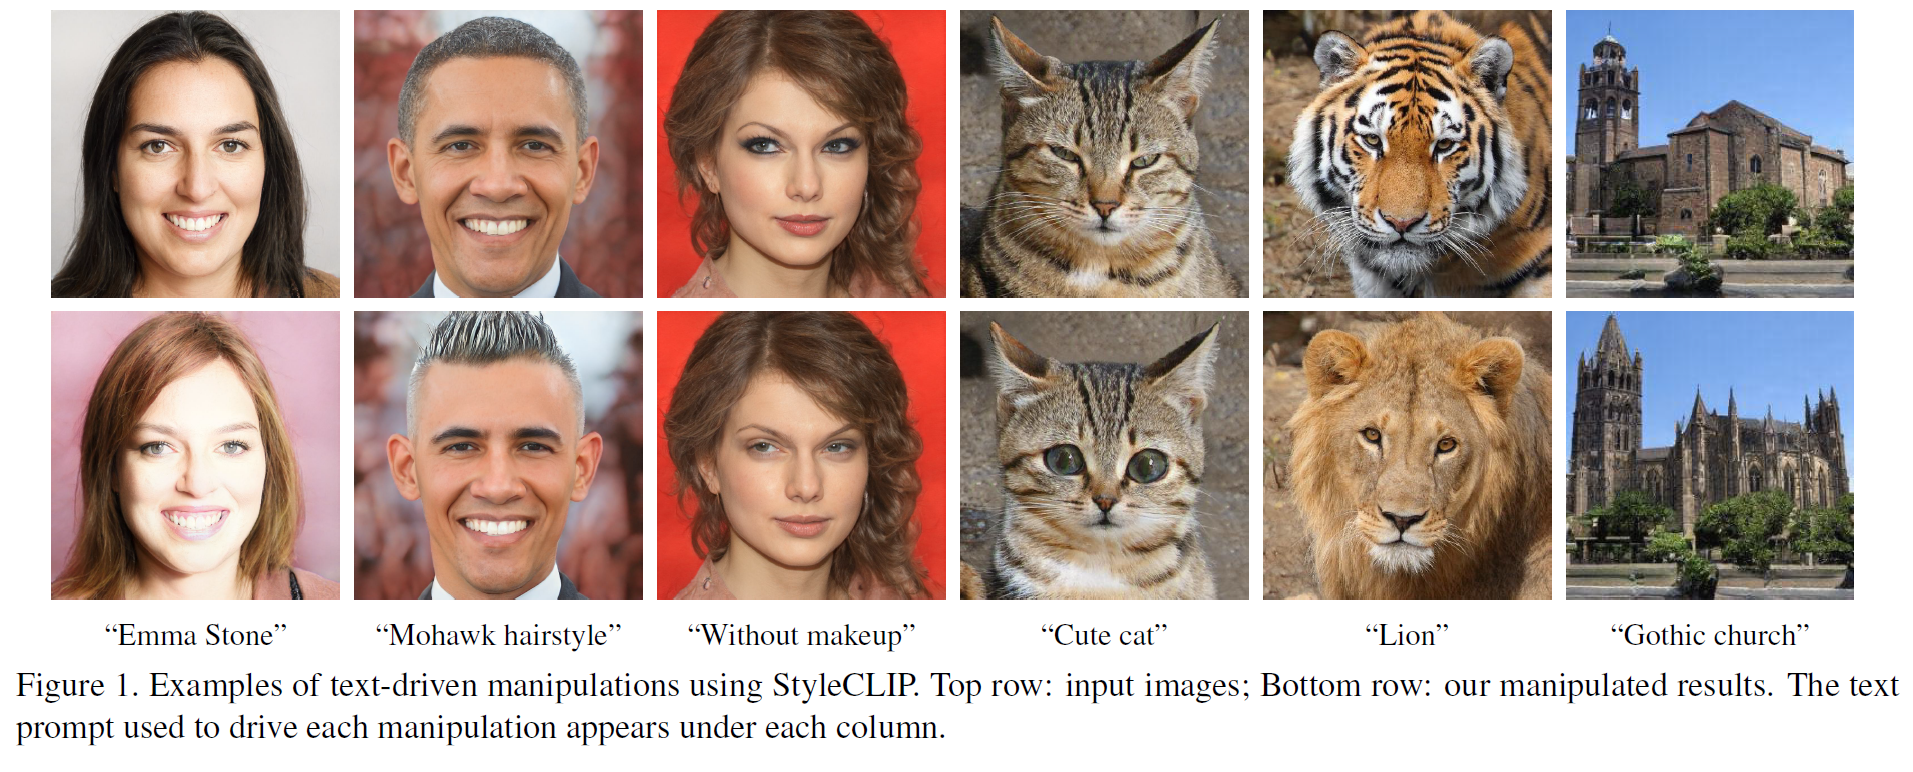 “Emma Stone” “Mohawk hairstyle” “Without makeup” “Cute cat” “Lion” “Gothic church”
Figure 1. Examples of text-driven manipulations using StyleCLIP. Top row: input images; Bottom row: our manipulated results. The text
prompt used to drive each manipulation appears under each column.